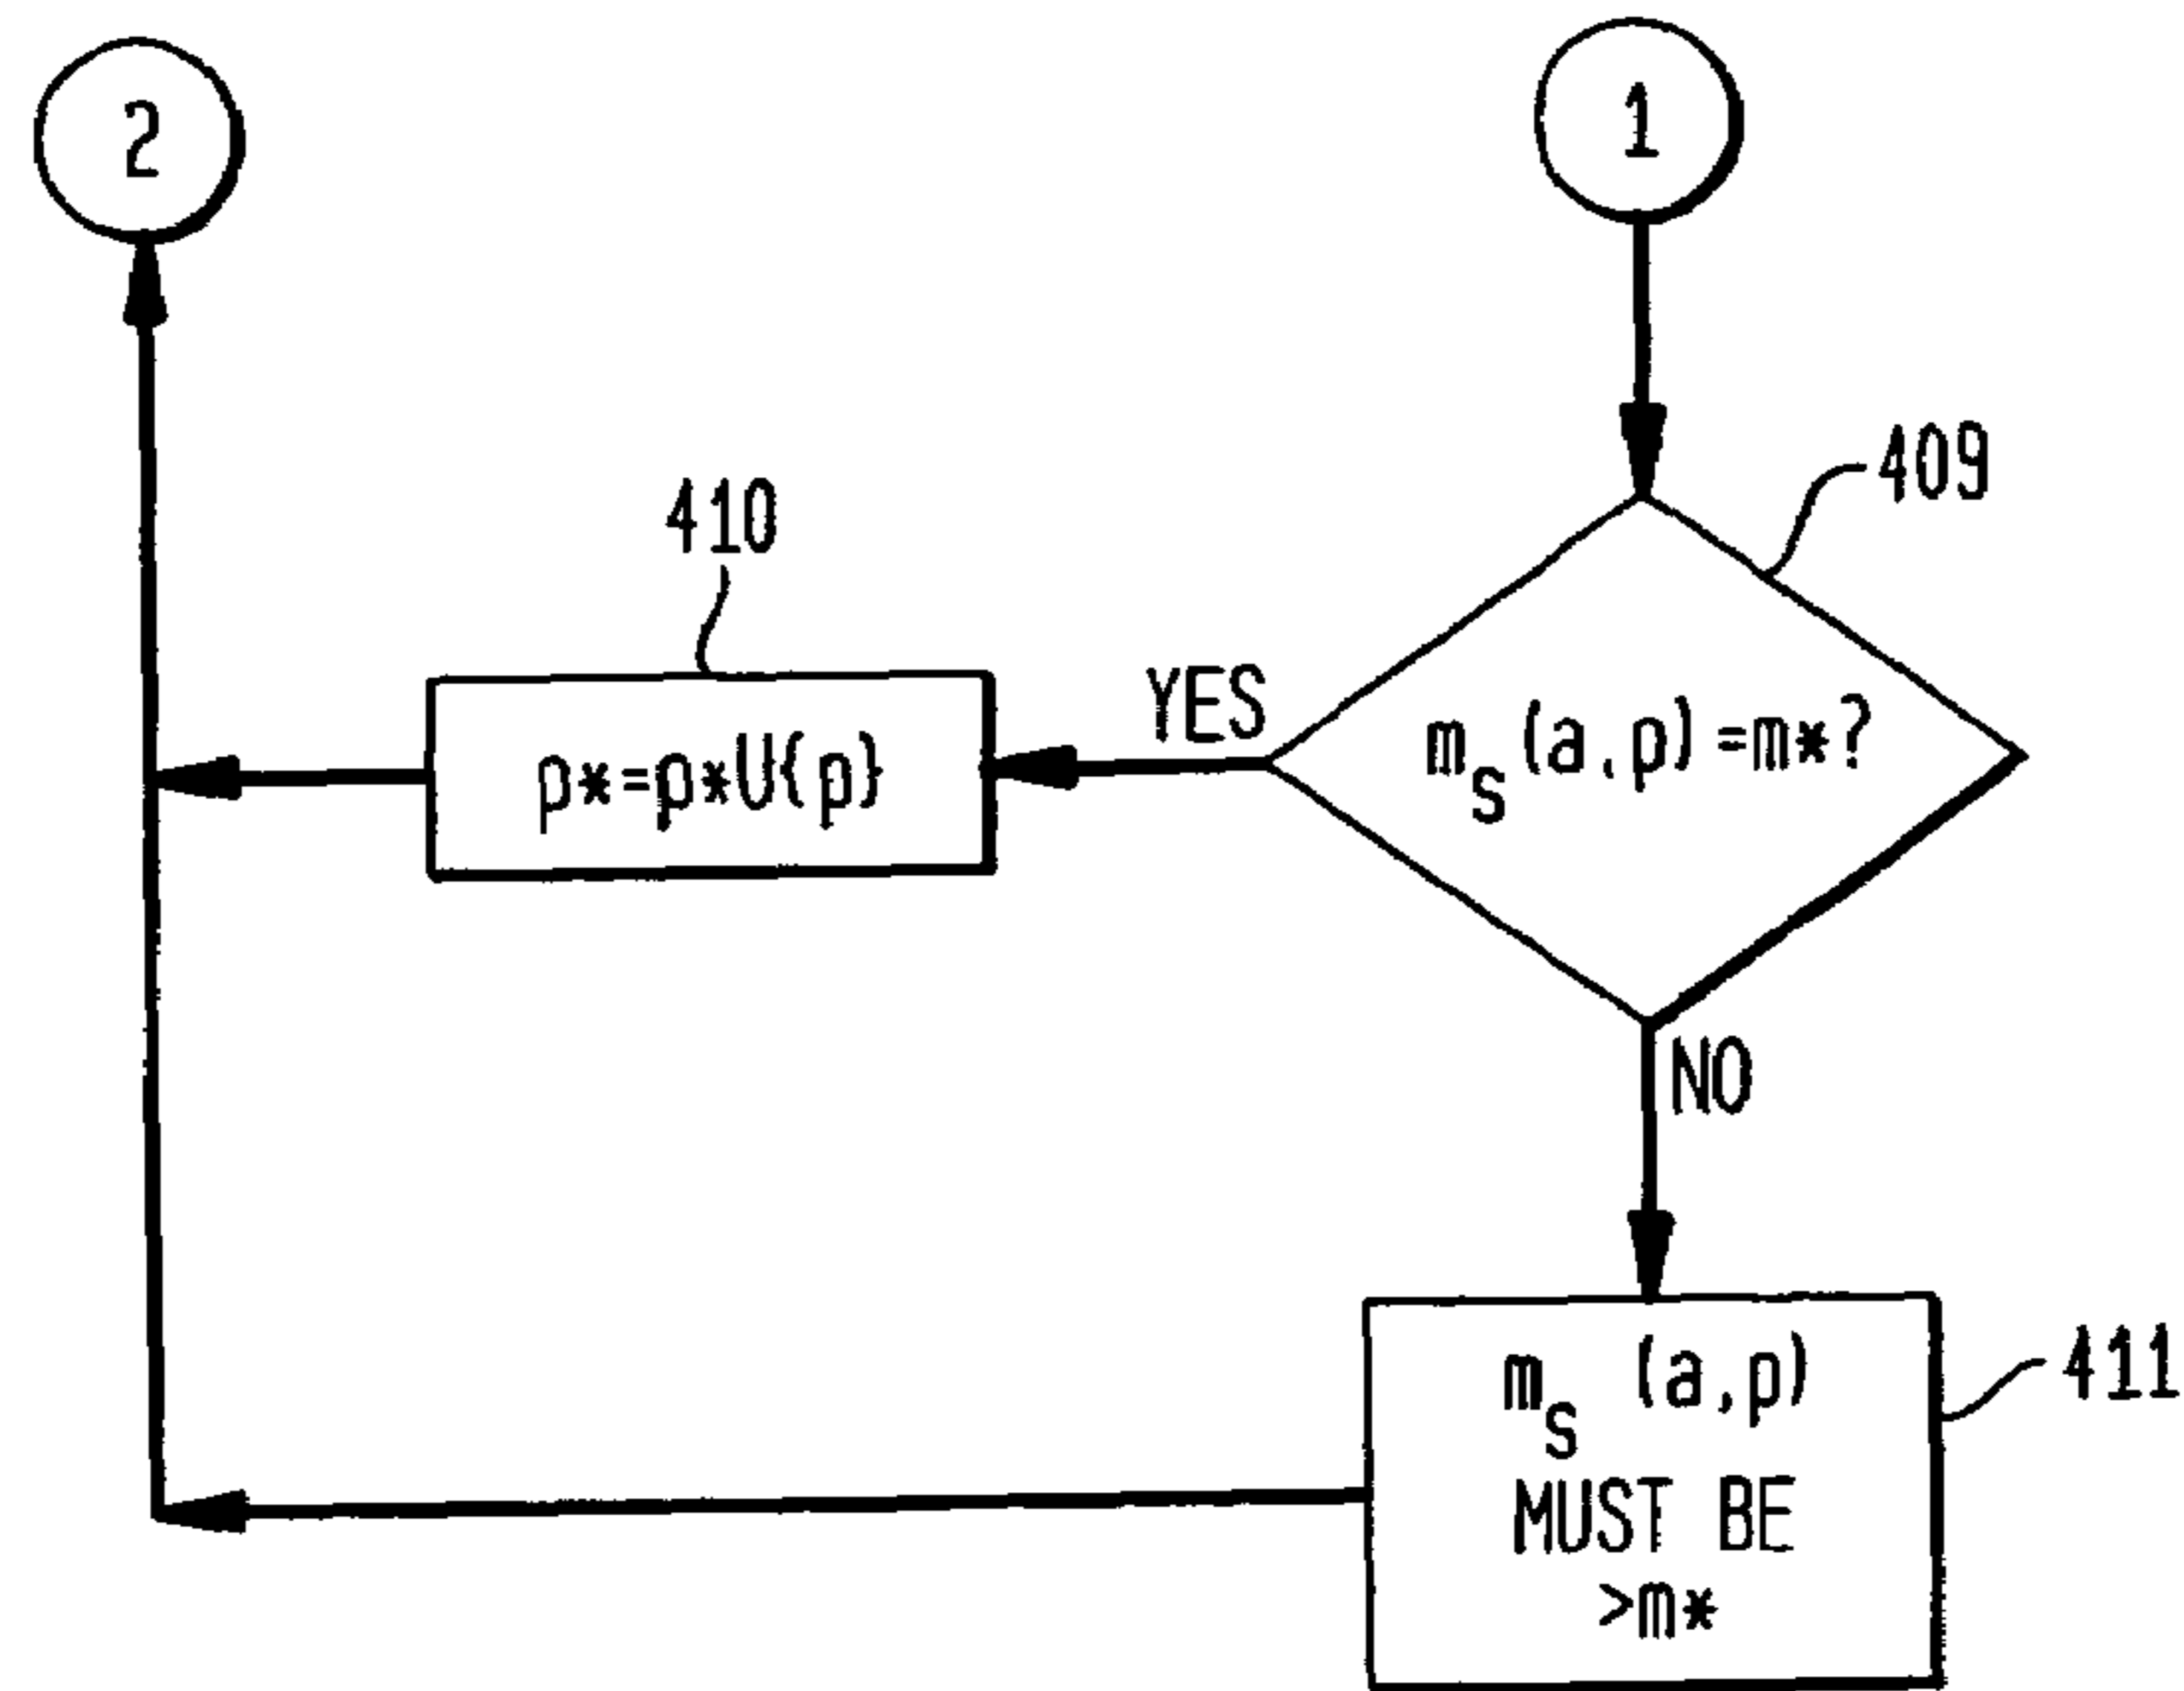 2
1
409
410
YES
m_s (a,p)=m*?
p*=p*U{p}
NO
m_s (a,p)
MUST BE
>m*
411